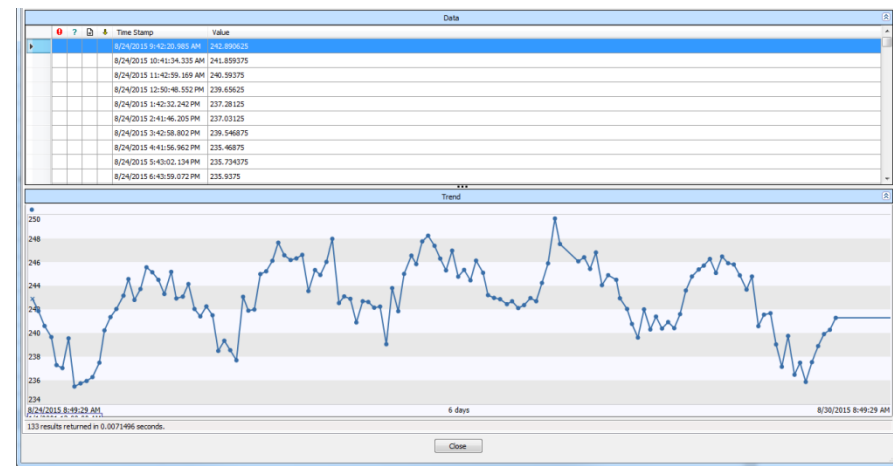 Data
Time Stamp Value
8/24/2015 9:42:20.985 AM 242.890625
8/24/2015 10:41:34.335 AM 241.859375
8/24/2015 11:42:59.169 AM 240.59375
8/24/2015 12:50:48.552 PM 239.65625
8/24/2015 1:42:32.242 PM 237.28125
8/24/2015 2:41:46.205 PM 237.03125
8/24/2015 3:42:58.802 PM 239.546875
8/24/2015 4:41:56.962 PM 235.46875
8/24/2015 5:43:02.134 PM 235.734375
8/24/2015 6:43:59.072 PM 235.9375
Trend
250
248
246
244
242
240
238
236
234
8/24/2015 8:49:29 AM 6 days 8/30/2015 8:49:29 AM
133 results returned in 0.0071496 seconds.
Close